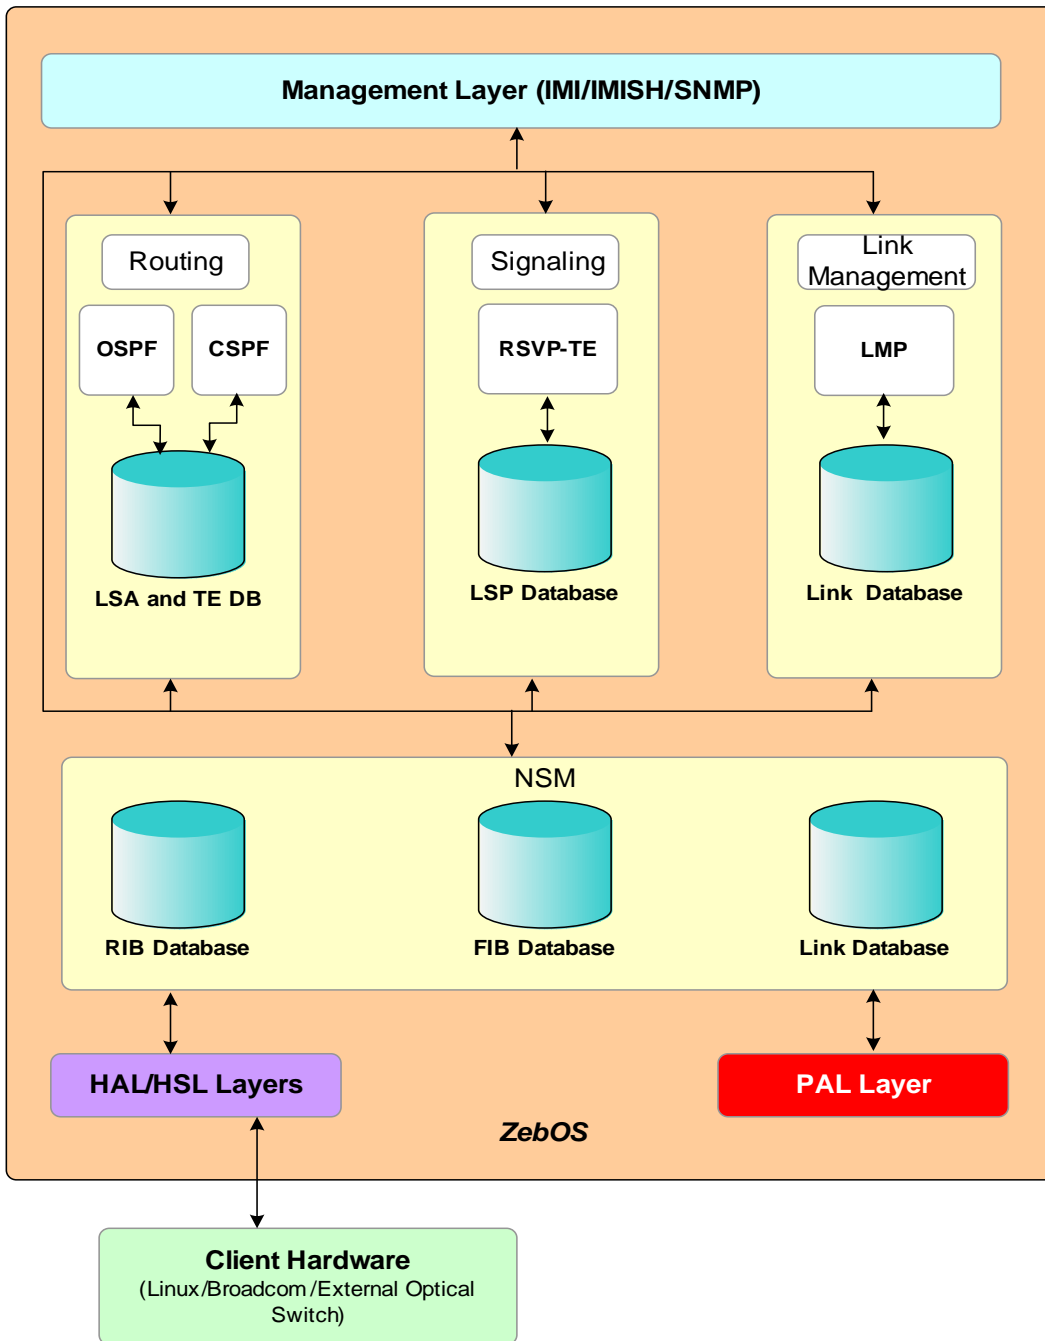 Management Layer (IMI/IMISH/SNMP)
Routing
OSPF
CSPF
LSA and TE DB
Signaling
RSVP-TE
LSP Database
Link
Management
LMP
Link Database
NSM
RIB Database
FIB Database
Link Database
HAL/HSL Layers
PAL Layer
ZebOS
Client Hardware
(Linux/Broadcom/External Optical
Switch)